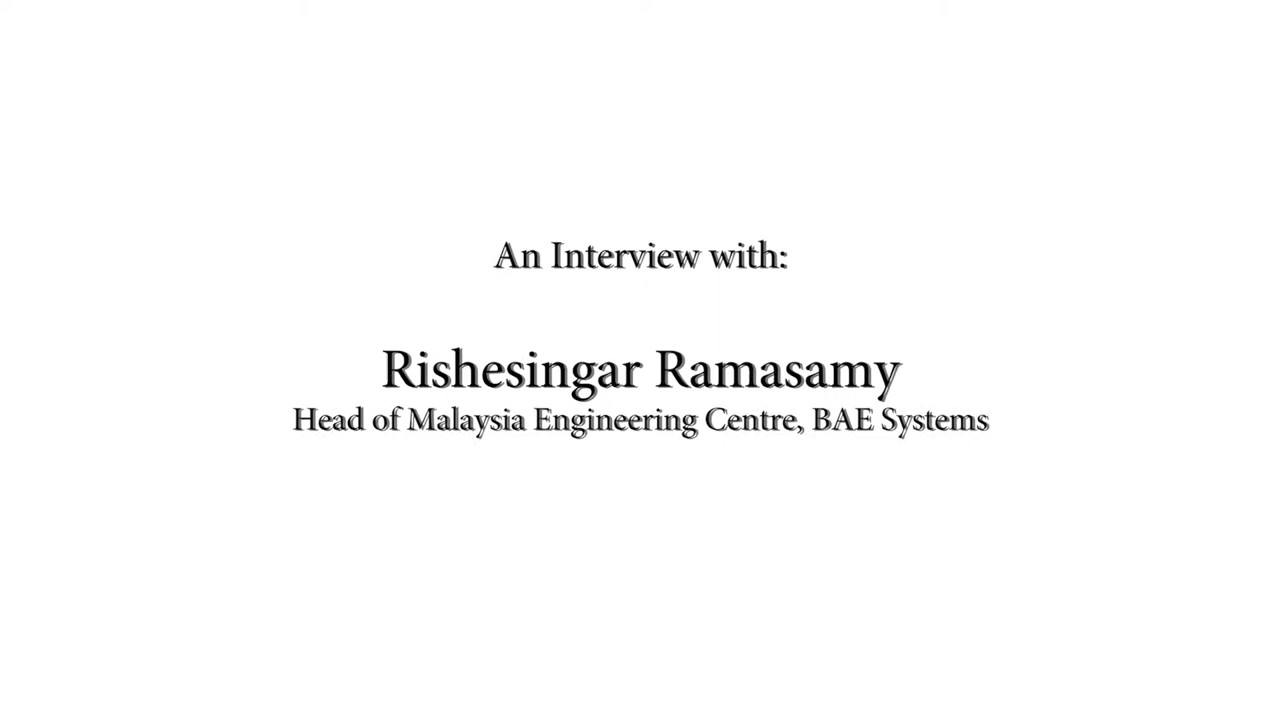 An Interview with:
Rishesingar Ramasamy
Head of Malaysia Engineering Centre, BAE Systems